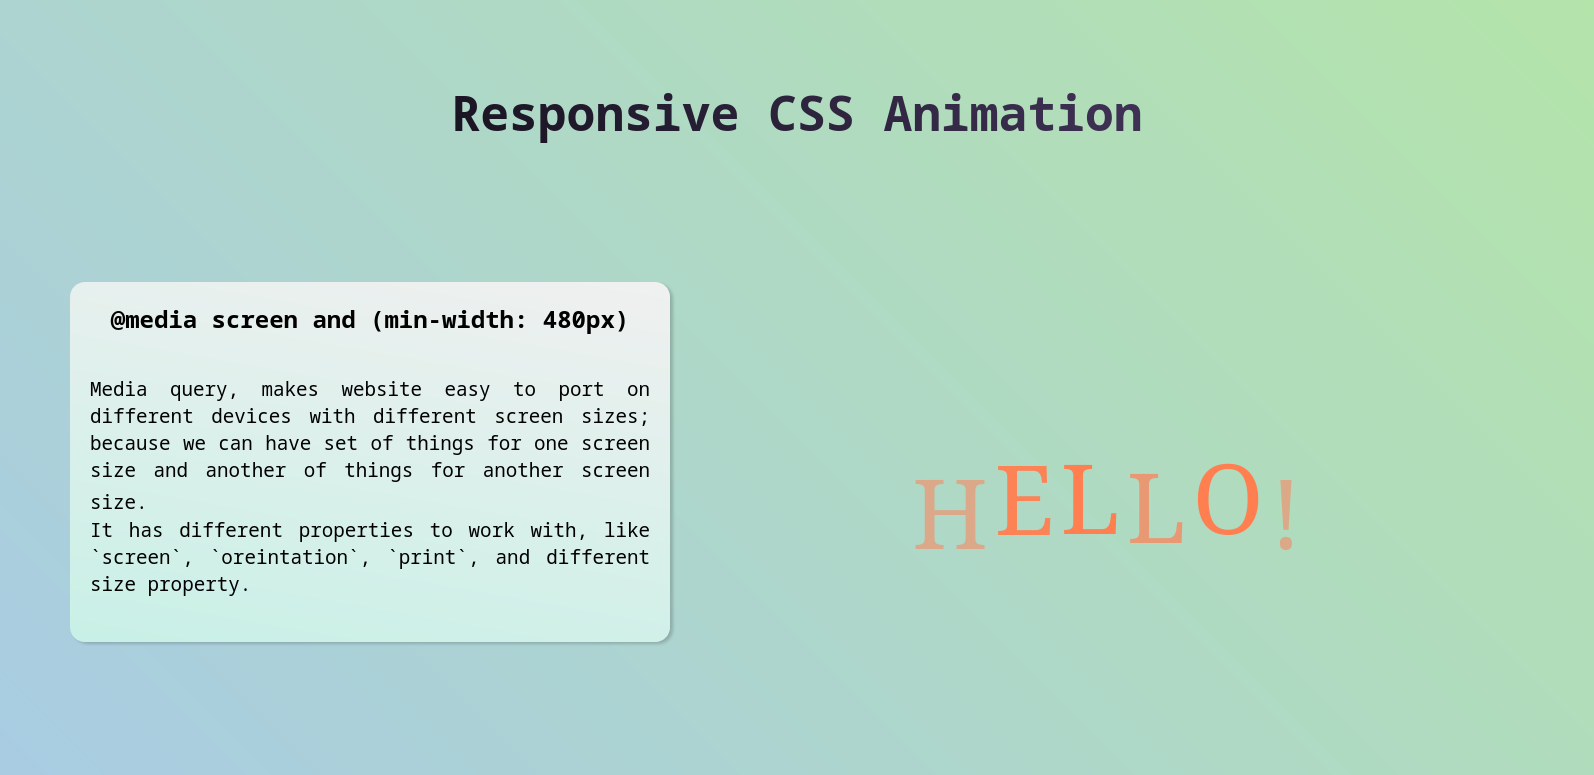 Responsive CSS Animation
@media screen and (min-width: 480px)
Media query, makes website easy to port on
different devices with different screen sizes;
because we can have set of things for one screen
size and another of things for another screen
size.
It has different properties to work with, like
`screen`, `oreintation`, `print`, and different
size property.
HELLO!